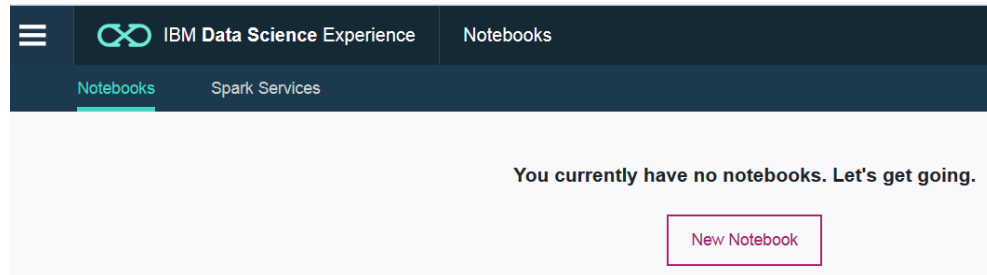 IBM Data Science Experience Notebooks
Notebooks Spark Services
You currently have no notebooks. Let's get going.
New Notebook